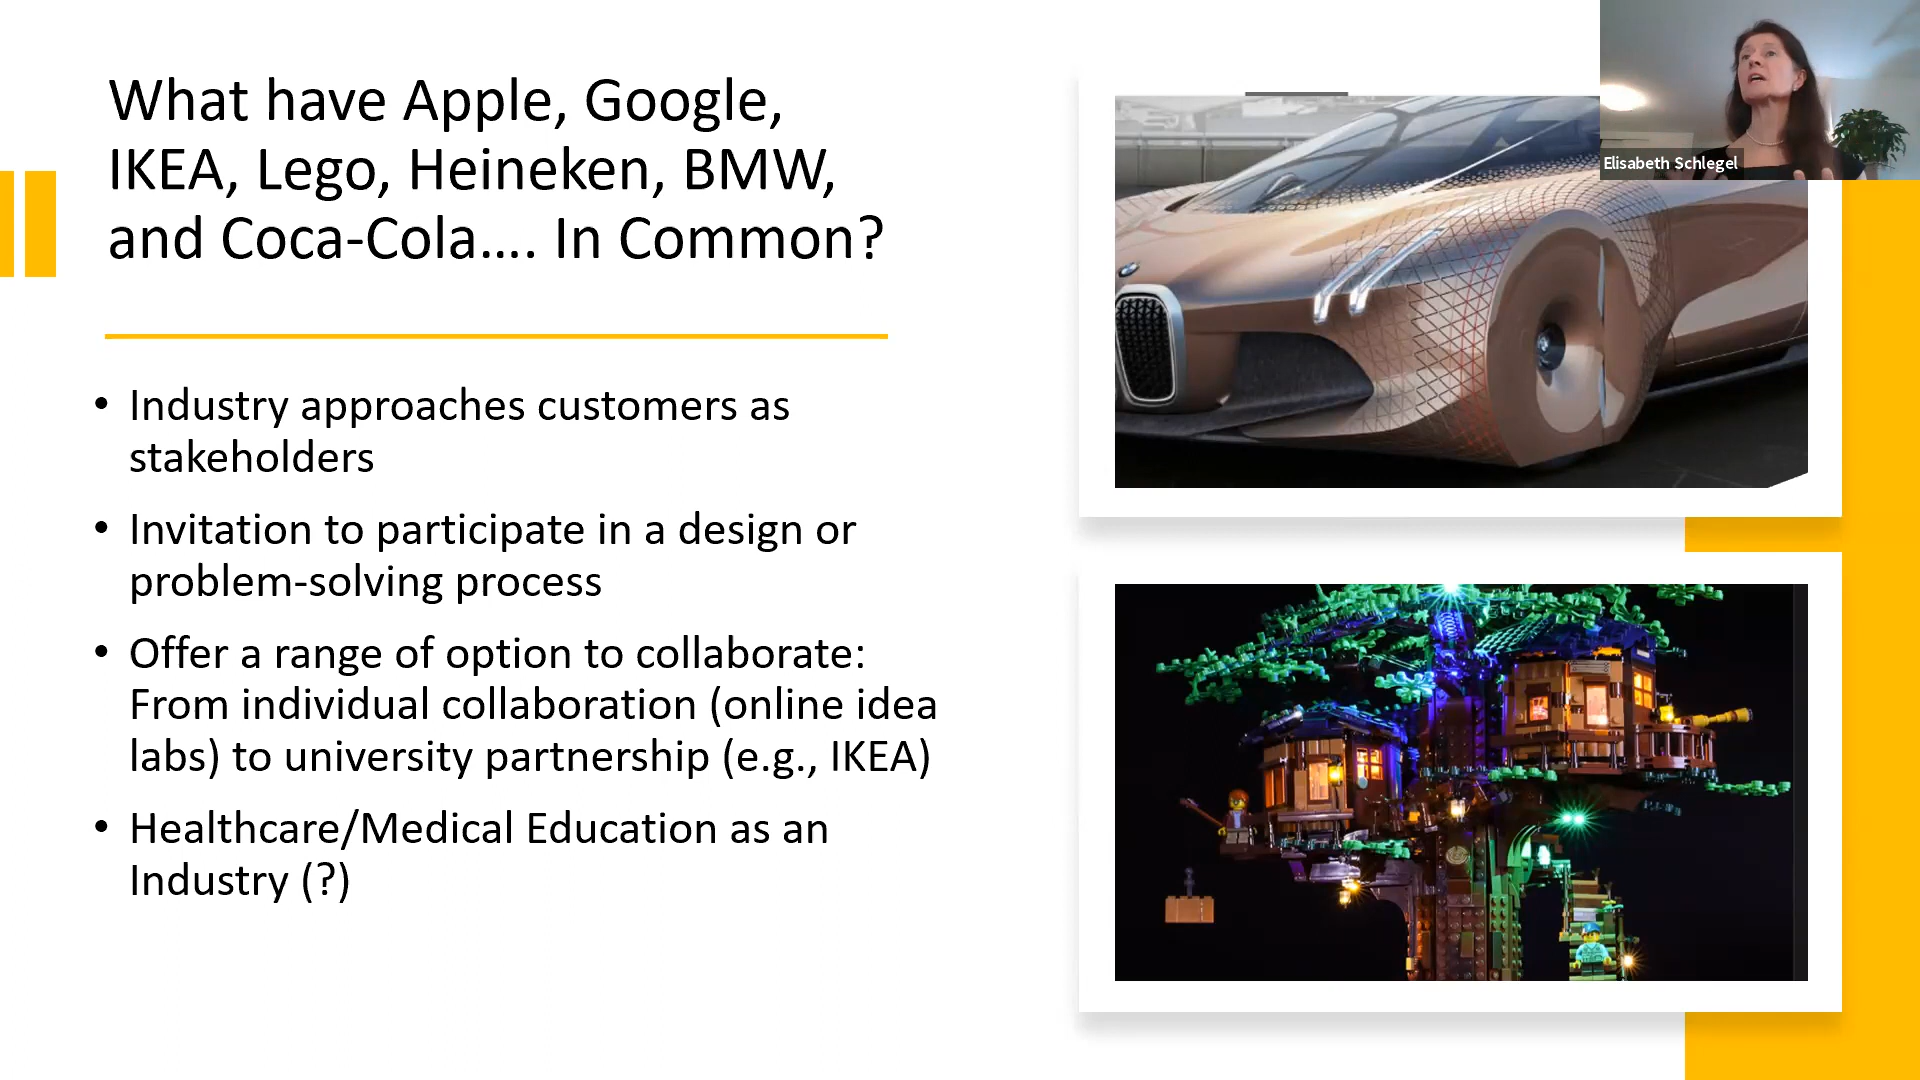 What have Apple, Google,
IKEA, Lego, Heineken, BMW,
and Coca-Cola.... In Common?
• Industry approaches customers as
stakeholders
• Invitation to participate in a design or
problem-solving process
• Offer a range of option to collaborate:
From individual collaboration (online idea
labs) to university partnership (e.g., IKEA)
• Healthcare/Medical Education as an
Industry (?)
Elisabeth Schlegel